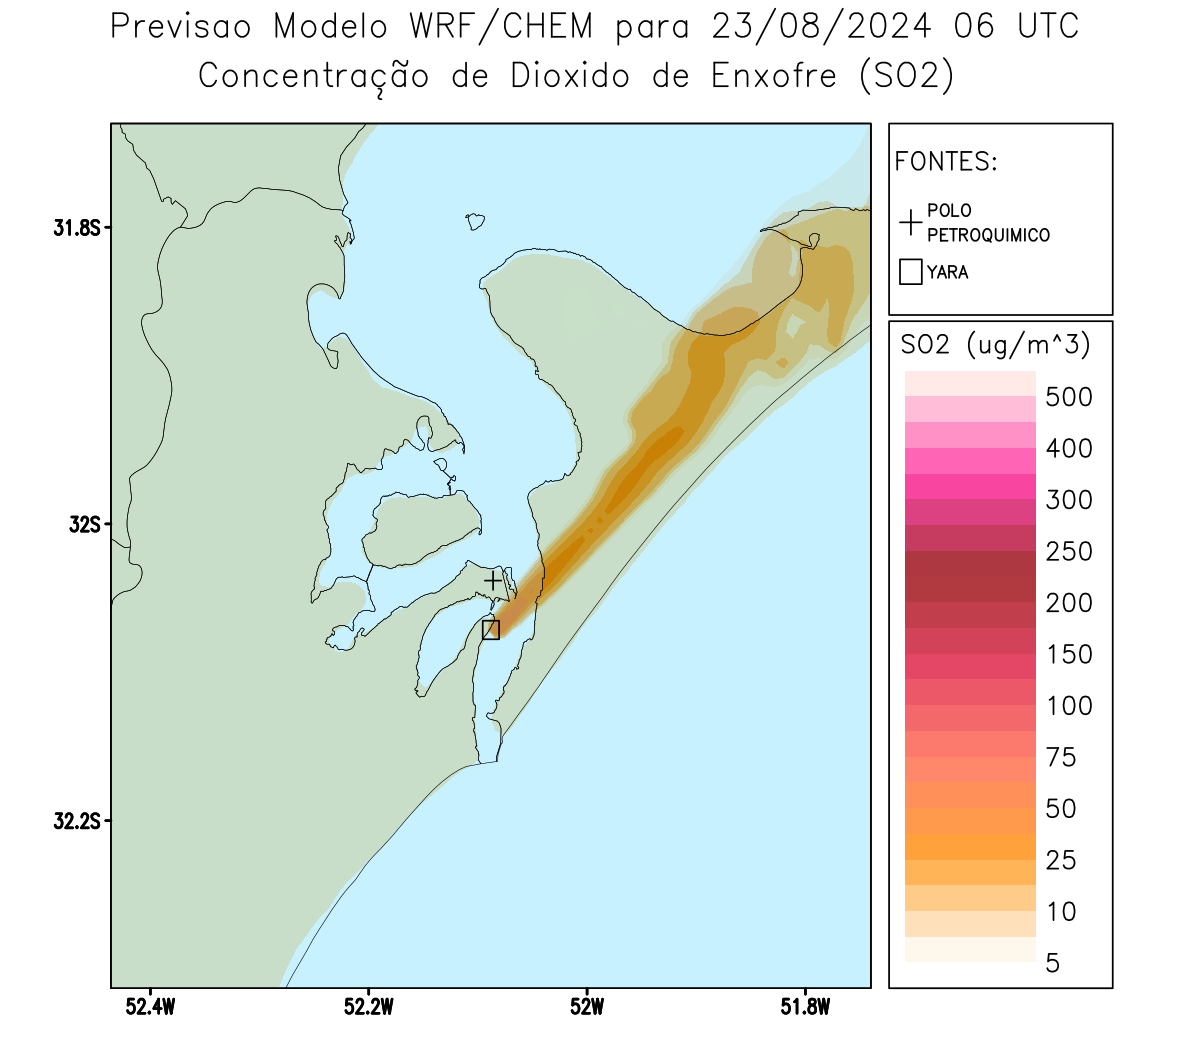 Previsao Modelo WRF/CHEM para 23/08/2024 06 UTC
Concentração de Dioxido de Enxofre (SO2)
FONTES:
POLO
PETROQUIMICO
YARA
SO2 (ug/m^3)
500
400
300
250
200
150
100
75
50
25
10
5
31.8S
32S
32.2S
52.4W
52.2W
52W
51.8W